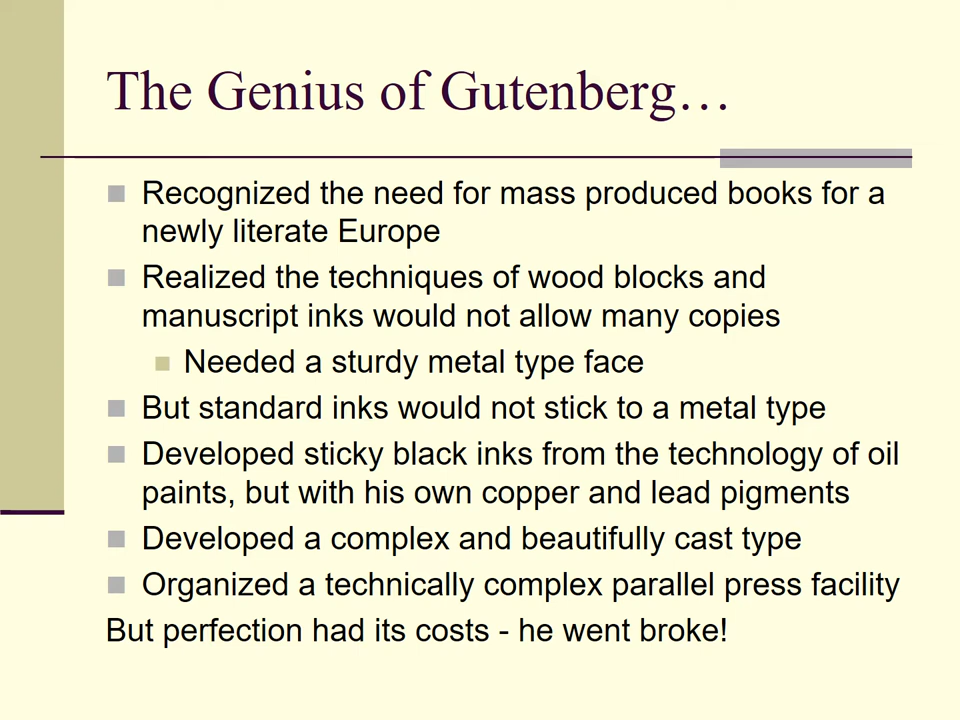 The Genius of Gutenberg…
Recognized the need for mass produced books for a
newly literate Europe
Realized the techniques of wood blocks and
manuscript inks would not allow many copies
Needed a sturdy metal type face
But standard inks would not stick to a metal type
Developed sticky black inks from the technology of oil
paints, but with his own copper and lead pigments
Developed a complex and beautifully cast type
Organized a technically complex parallel press facility
But perfection had its costs - he went broke!